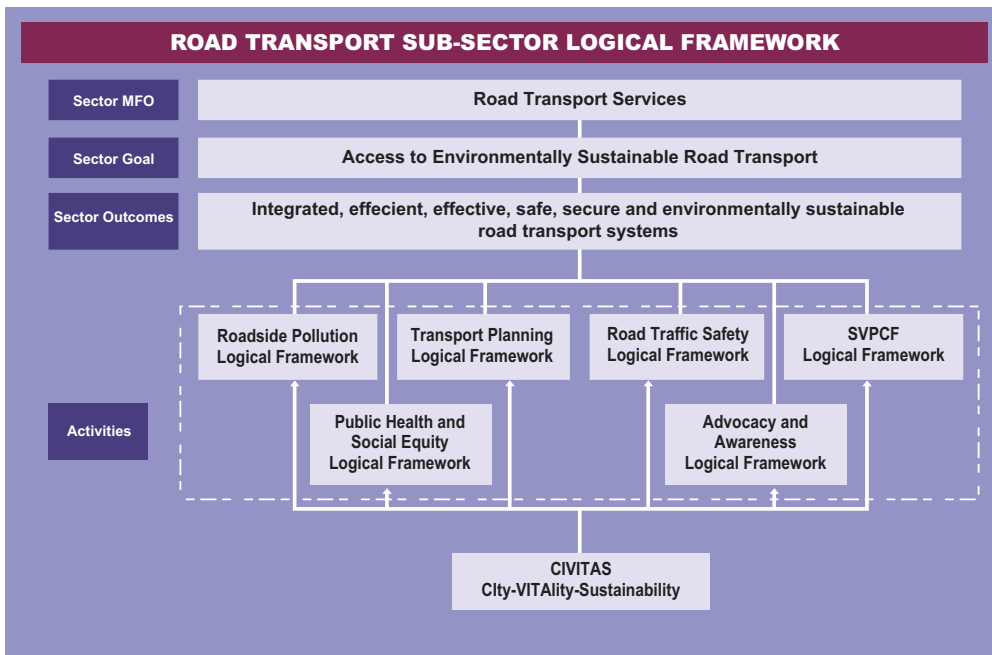 ROAD TRANSPORT SUB-SECTOR LOGICAL FRAMEWORK
Sector MFO
Road Transport Services
Sector Goal
Access to Environmentally Sustainable Road Transport
Sector Outcomes
Integrated, effecient, effective, safe, secure and environmentally sustainable
road transport systems
Roadside Pollution
Logical Framework
Transport Planning
Logical Framework
Road Traffic Safety
Logical Framework
SVPCF
Logical Framework
Activities
Public Health and
Social Equity
Logical Framework
Advocacy and
Awareness
Logical Framework
CIVITAS
CIty-VITAlity-Sustainability